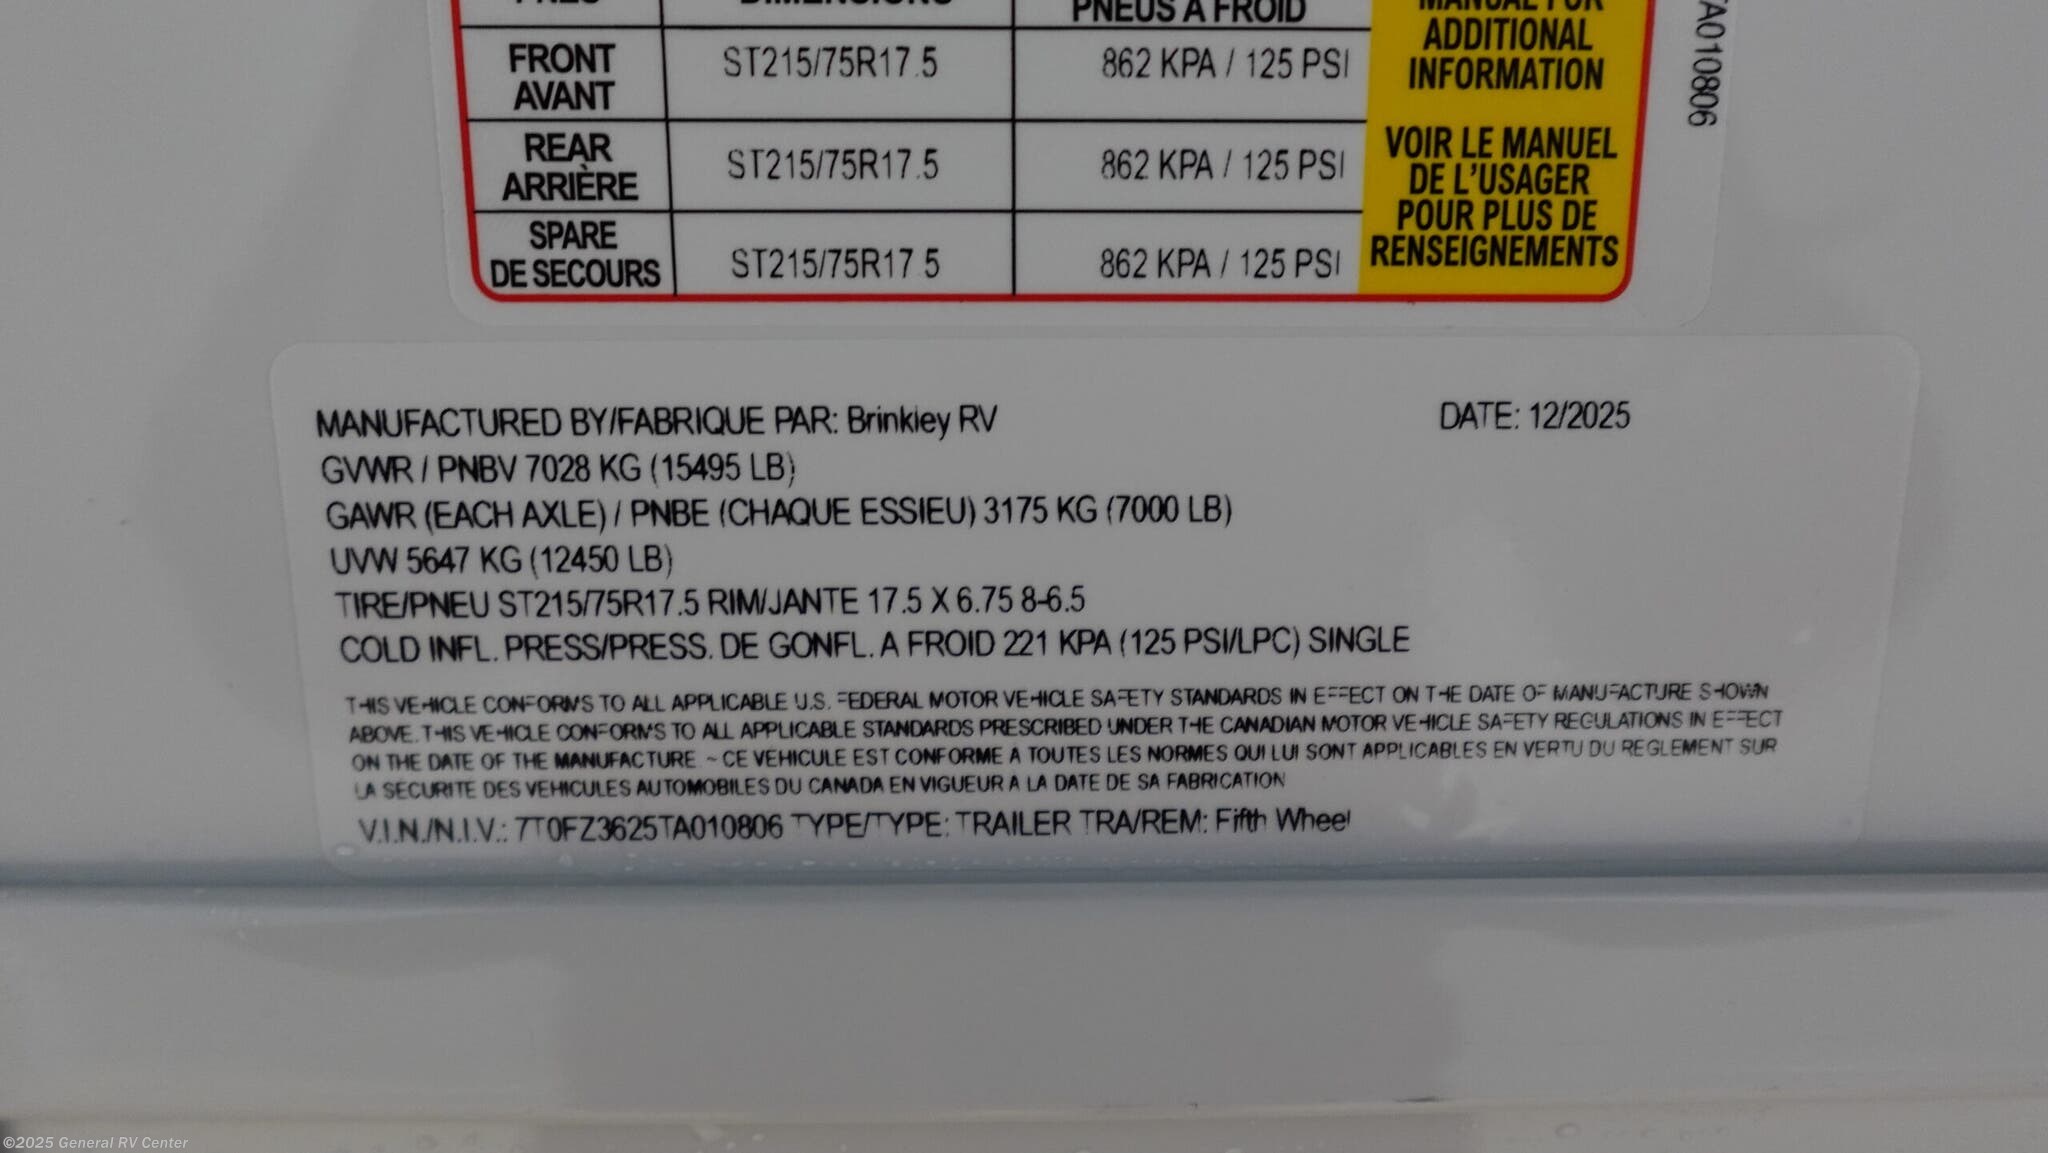 PNEUS A FROID
MANUAL FOR
ADDITIONAL
INFORMATION
FRONT
AVANT
ST215/75R17.5
862 KPA / 125 PSI
REAR
ARRIÈRE
ST215/75R17.5
862 KPA / 125 PSI
SPARE
DE SECOURS
ST215/75R17.5
862 KPA / 125 PSI
VOIR LE MANUEL
DE L'USAGER
POUR PLUS DE
RENSEIGNEMENTS
TA010806
MANUFACTURED BY/FABRIQUE PAR: Brinkley RV DATE: 12/2025
GVWR / PNBV 7028 KG (15495 LB)
GAWR (EACH AXLE) / PNBE (CHAQUE ESSIEU) 3175 KG (7000 LB)
UVW 5647 KG (12450 LB)
TIRE/PNEU ST215/75R17.5 RIM/JANTE 17.5 X 6.75 8-6.5
COLD INFL. PRESS/PRESS. DE GONFL. A FROID 221 KPA (125 PSI/LPC) SINGLE
THIS VEHICLE CONFORMS TO ALL APPLICABLE U.S. FEDERAL MOTOR VEHICLE SAFETY STANDARDS IN EFFECT ON THE DATE OF MANUFACTURE SHOWN
ABOVE. THIS VEHICLE CONFORMS TO ALL APPLICABLE STANDARDS PRESCRIBED UNDER THE CANADIAN MOTOR VEHICLE SAFETY REGULATIONS IN EFFECT
ON THE DATE OF THE MANUFACTURE. ~ CE VEHICULE EST CONFORME A TOUTES LES NORMES QUI LUI SONT APPLICABLES EN VERTU DU REGLEMENT SUR
LA SECURITE DES VEHICULES AUTOMOBILES DU CANADA EN VIGUEUR A LA DATE DE SA FABRICATION
V.I.N./N.I.V.: 7T0FZ3625TA010806 TYPE/TYPE: TRAILER TRA/REM: Fifth Wheel
©2025 General RV Center